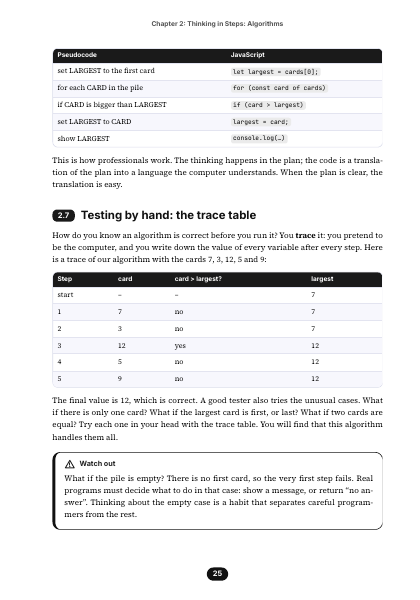 Chapter 2: Thinking in Steps: Algorithms
Pseudocode JavaScript
set LARGEST to the first card let largest = cards[0];
for each CARD in the pile for (const card of cards)
if CARD is bigger than LARGEST if (card > largest)
set LARGEST to CARD largest = card;
show LARGEST console.log(…)
This is how professionals work. The thinking happens in the plan; the code is a transla-
tion of the plan into a language the computer understands. When the plan is clear, the
translation is easy.
2.7 Testing by hand: the trace table
How do you know an algorithm is correct before you run it? You trace it: you pretend to
be the computer, and you write down the value of every variable after every step. Here
is a trace of our algorithm with the cards 7, 3, 12, 5 and 9:
Step card card > largest? largest
start – – 7
1 7 no 7
2 3 no 7
3 12 yes 12
4 5 no 12
5 9 no 12
The final value is 12, which is correct. A good tester also tries the unusual cases. What
if there is only one card? What if the largest card is first, or last? What if two cards are
equal? Try each one in your head with the trace table. You will find that this algorithm
handles them all.
Watch out
What if the pile is empty? There is no first card, so the very first step fails. Real
programs must decide what to do in that case: show a message, or return “no an-
swer”. Thinking about the empty case is a habit that separates careful program-
mers from the rest.
25